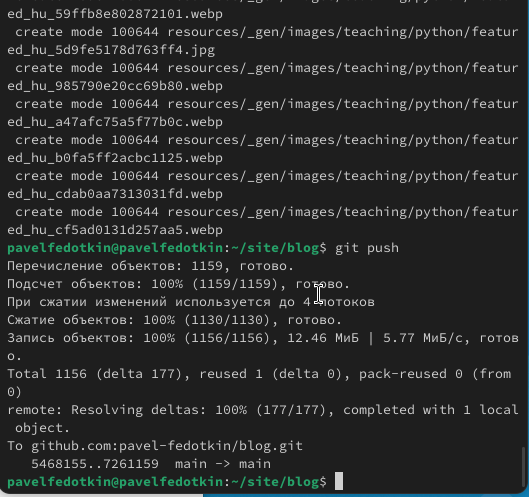 ed_hu_59ffb8e802872101.webp
 create mode 100644 resources/_gen/images/teaching/python/featur
ed_hu_5d9fe5178d763ff4.jpg
 create mode 100644 resources/_gen/images/teaching/python/featur
ed_hu_985790e20cc69b80.webp
 create mode 100644 resources/_gen/images/teaching/python/featur
ed_hu_a47afc75a5f77b0c.webp
 create mode 100644 resources/_gen/images/teaching/python/featur
ed_hu_b0fa5ff2acbc1125.webp
 create mode 100644 resources/_gen/images/teaching/python/featur
ed_hu_cdab0aa7313031fd.webp
 create mode 100644 resources/_gen/images/teaching/python/featur
ed_hu_cf5ad0131d257aa5.webp
pavelfedotkin@pavelfedotkin:~/site/blog$ git push
Перечисление объектов: 1159, готово.
Подсчет объектов: 100% (1159/1159), готово.
При сжатии изменений используется до 4 потоков
Сжатие объектов: 100% (1130/1130), готово.
Запись объектов: 100% (1156/1156), 12.46 МиБ | 5.77 МиБ/с, готов
о.
Total 1156 (delta 177), reused 1 (delta 0), pack-reused 0 (from
0)
remote: Resolving deltas: 100% (177/177), completed with 1 local
 object.
To github.com:pavel-fedotkin/blog.git
   5468155..7261159  main -> main
pavelfedotkin@pavelfedotkin:~/site/blog$